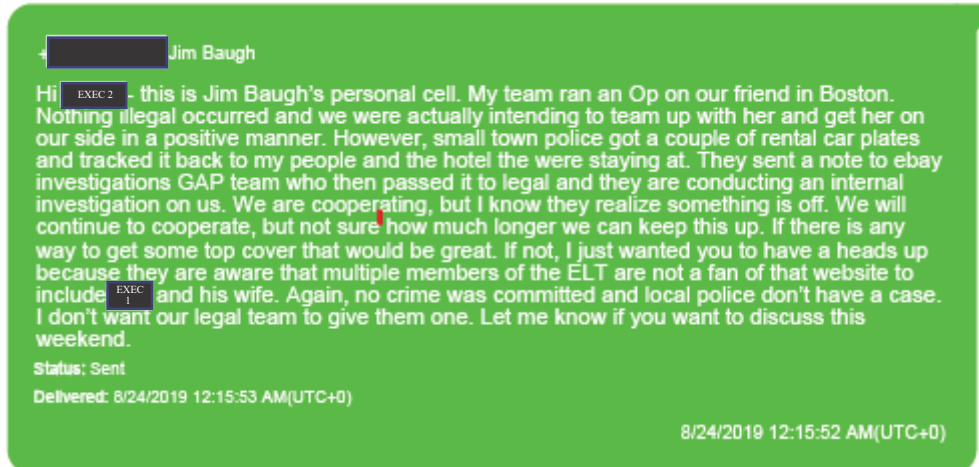 + Jim Baugh
Hi EXEC 2 - this is Jim Baugh's personal cell. My team ran an Op on our friend in Boston.
Nothing illegal occurred and we were actually intending to team up with her and get her on
our side in a positive manner. However, small town police got a couple of rental car plates
and tracked it back to my people and the hotel the were staying at. They sent a note to ebay
investigations GAP team who then passed it to legal and they are conducting an internal
investigation on us. We are cooperating, but I know they realize something is off. We will
continue to cooperate, but not sure how much longer we can keep this up. If there is any
way to get some top cover that would be great. If not, I just wanted you to have a heads up
because they are aware that multiple members of the ELT are not a fan of that website to
include EXEC 1 and his wife. Again, no crime was committed and local police don't have a case.
I don't want our legal team to give them one. Let me know if you want to discuss this
weekend.
Status: Sent
Delivered: 8/24/2019 12:15:53 AM(UTC+0)
8/24/2019 12:15:52 AM(UTC+0)